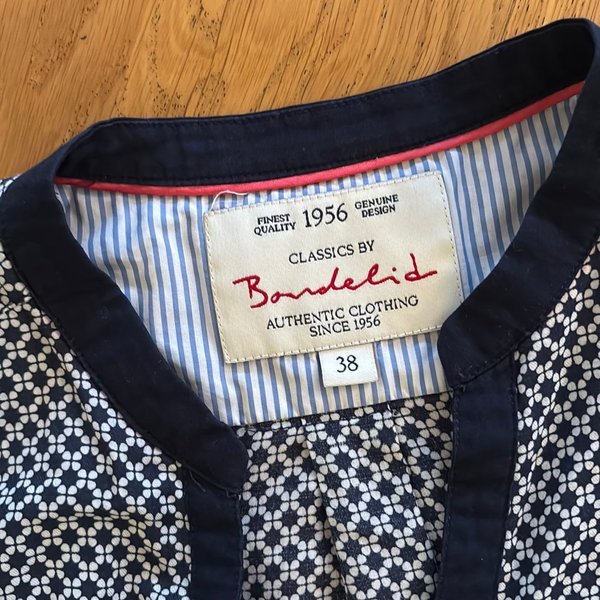 FINEST QUALITY 1956 GENUINE DESIGN
CLASSICS BY
Bondelid
AUTHENTIC CLOTHING
SINCE 1956
38